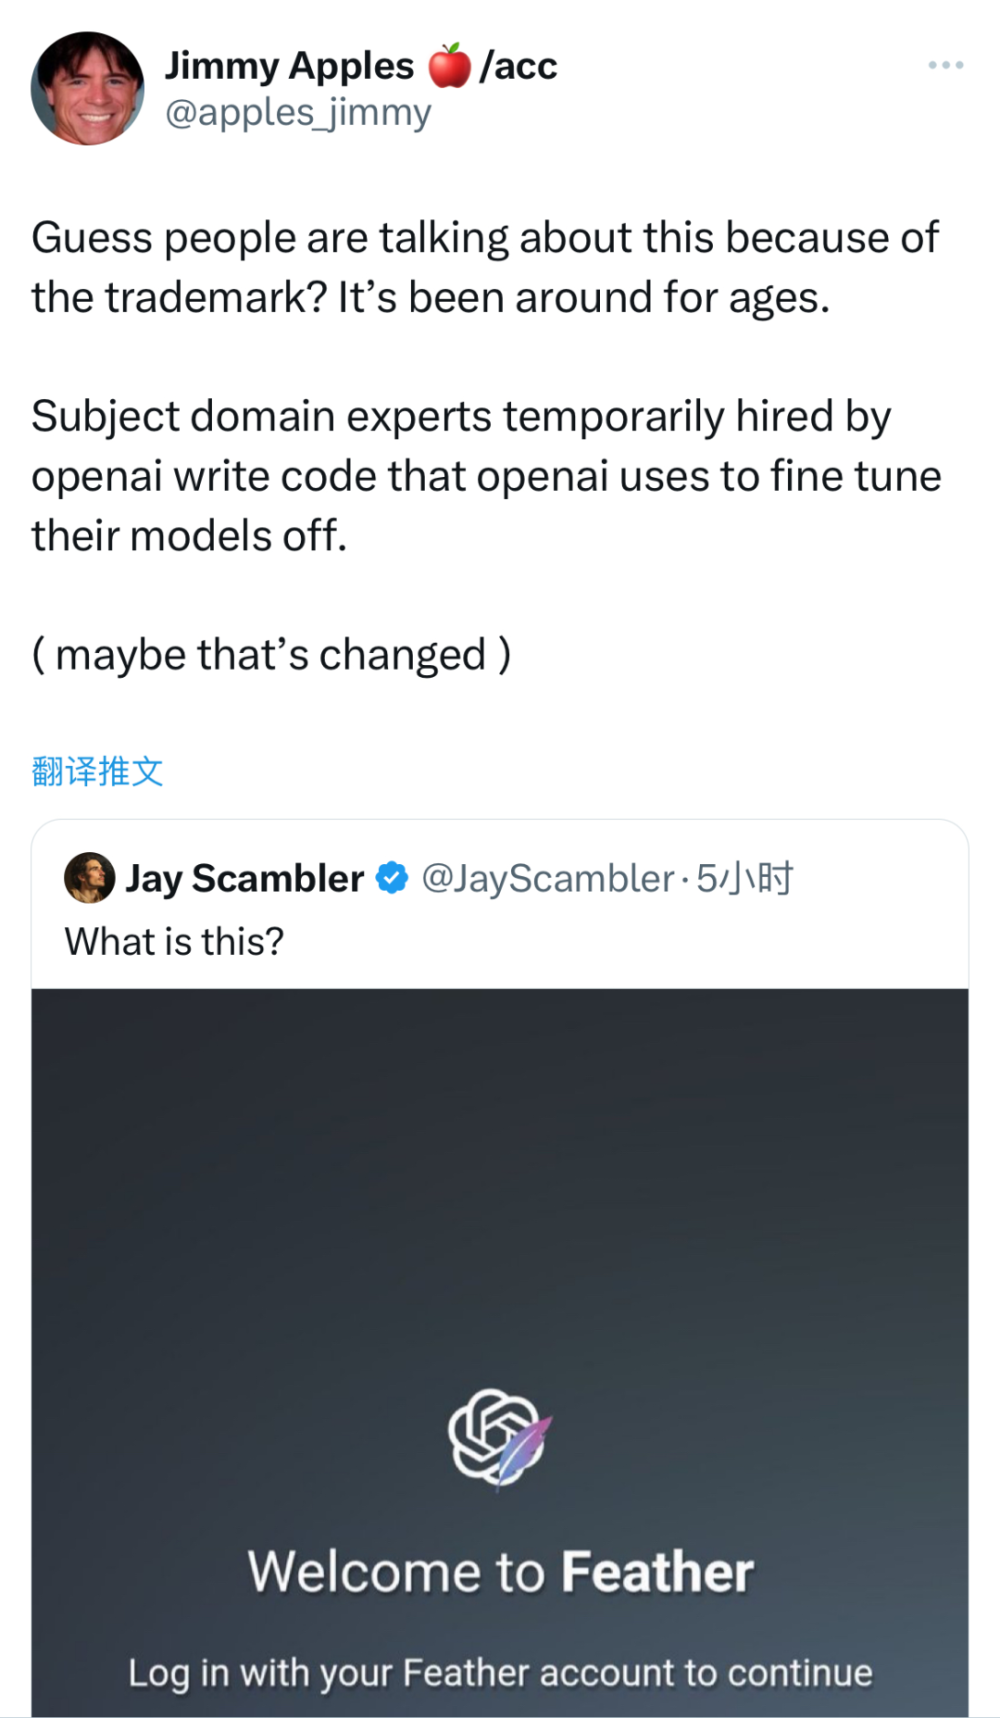 Jimmy Apples 🍎/acc
@apples_jimmy
Guess people are talking about this because of
the trademark? It’s been around for ages.
Subject domain experts temporarily hired by
openai write code that openai uses to fine tune
their models off.
( maybe that’s changed )
翻译推文
Jay Scambler @JayScambler · 5小时
What is this?
Welcome to Feather
Log in with your Feather account to continue